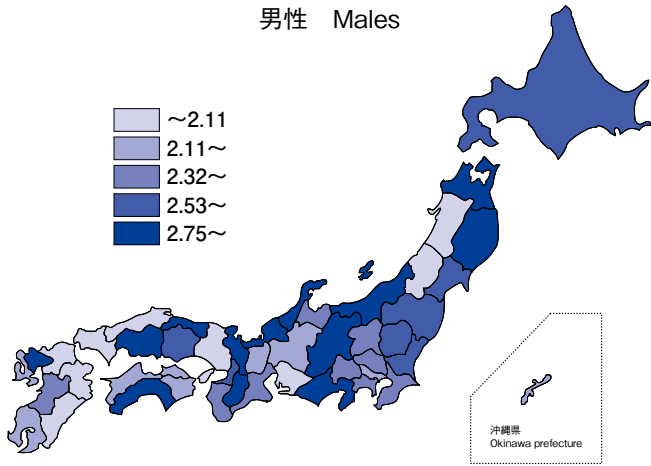 男性　Males
～2.11
2.11～
2.32～
2.53～
2.75～
沖縄県
Okinawa prefecture